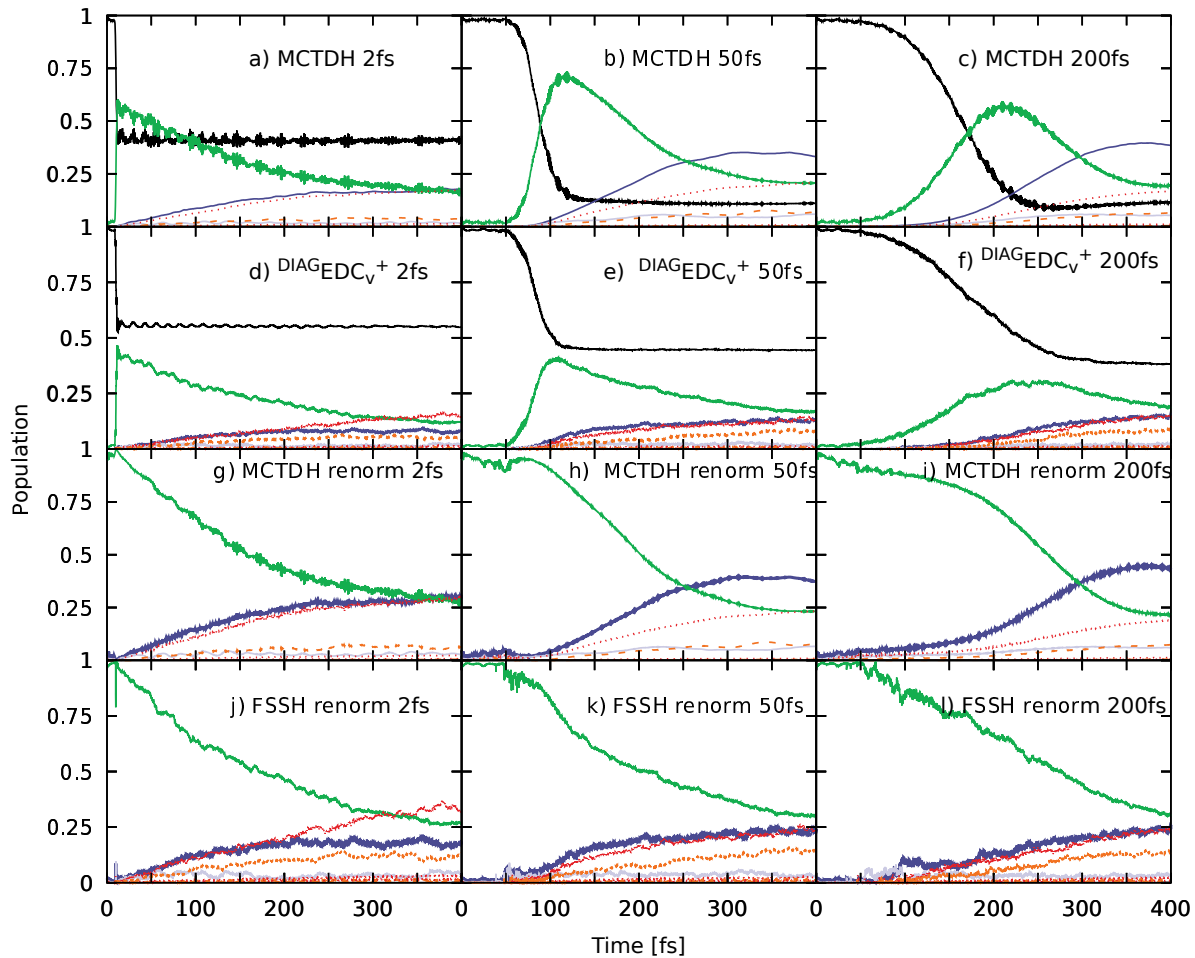 1
0.75
0.5
0.25
a) MCTDH 2fs
b) MCTDH 50fs
c) MCTDH 200fs
1
0.75
0.5
0.25
d) DIAGEDCv+ 2fs
e) DIAGEDCv+ 50fs
f) DIAGEDCv+ 200fs
1
0.75
0.5
0.25
g) MCTDH renorm 2fs
h) MCTDH renorm 50fs
i) MCTDH renorm 200fs
1
0.75
0.5
0.25
0
j) FSSH renorm 2fs
k) FSSH renorm 50fs
l) FSSH renorm 200fs
Population
0 100 200 300 0 100 200 300 0 100 200 300 400
Time [fs]